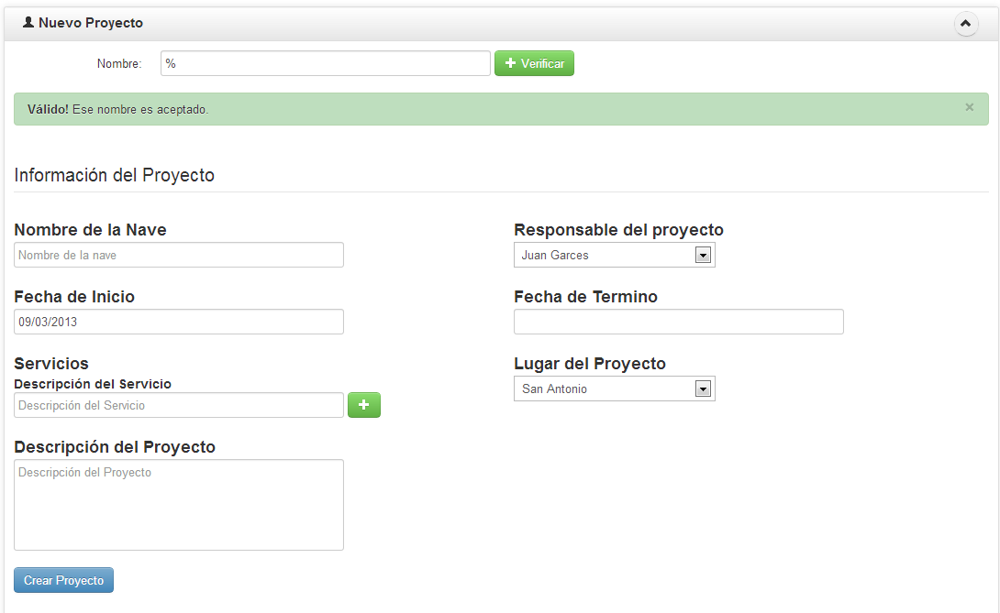 Nuevo Proyecto
Nombre: % Verificar
Válido! Ese nombre es aceptado. ×
Información del Proyecto
Nombre de la Nave Responsable del proyecto
Nombre de la nave Juan Garces
Fecha de Inicio Fecha de Termino
09/03/2013
Servicios Lugar del Proyecto
Descripción del Servicio
San Antonio
Descripción del Servicio
Descripción del Proyecto
Descripción del Proyecto
Crear Proyecto